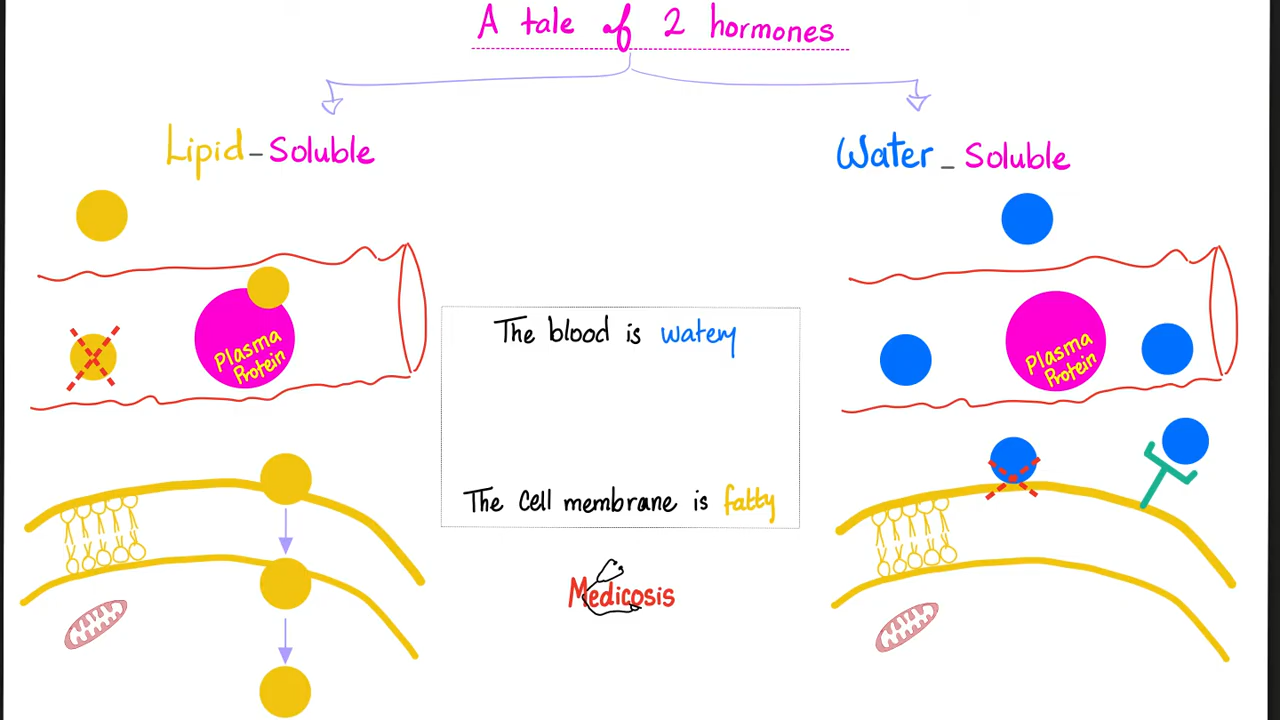 A tale of 2 hormones
Lipid-Soluble
Water-Soluble
Plasma
Protein
Plasma
Protein
The blood is watery
The cell membrane is fatty
Medicosis